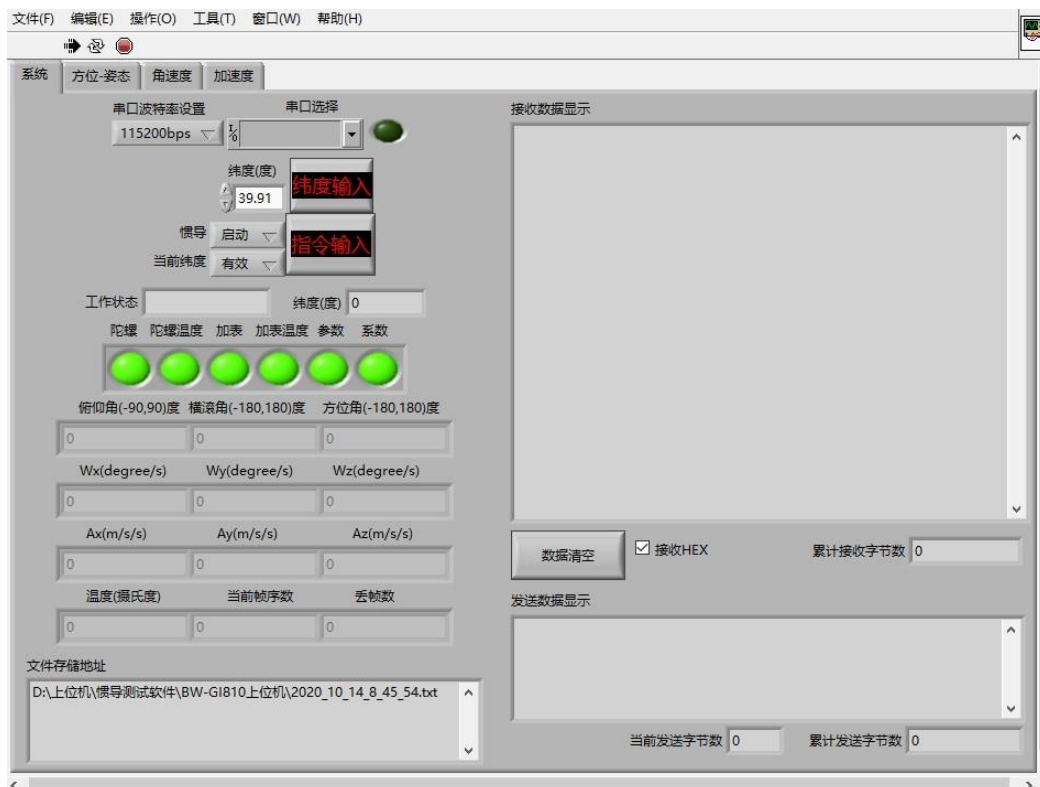 文件(F) 编辑(E) 操作(O) 工具(T) 窗口(W) 帮助(H)
系统 方位-姿态 角速度 加速度
串口波特率设置 串口选择
115200bps
纬度(度)
39.91
纬度输入
惯导 启动
指令输入
当前纬度 有效
工作状态 纬度(度) 0
陀螺 陀螺温度 加表 加表温度 参数 系数
俯仰角(-90,90)度 横滚角(-180,180)度 方位角(-180,180)度
0 0 0
Wx(degree/s) Wy(degree/s) Wz(degree/s)
0 0 0
Ax(m/s/s) Ay(m/s/s) Az(m/s/s)
0 0 0
温度(摄氏度) 当前帧序数 丢帧数
0 0 0
文件存储地址
D:\上位机\惯导测试软件\BW-GI810上位机\2020_10_14_8_45_54.txt
接收数据显示
数据清空 接收HEX 累计接收字节数 0
发送数据显示
当前发送字节数 0 累计发送字节数 0